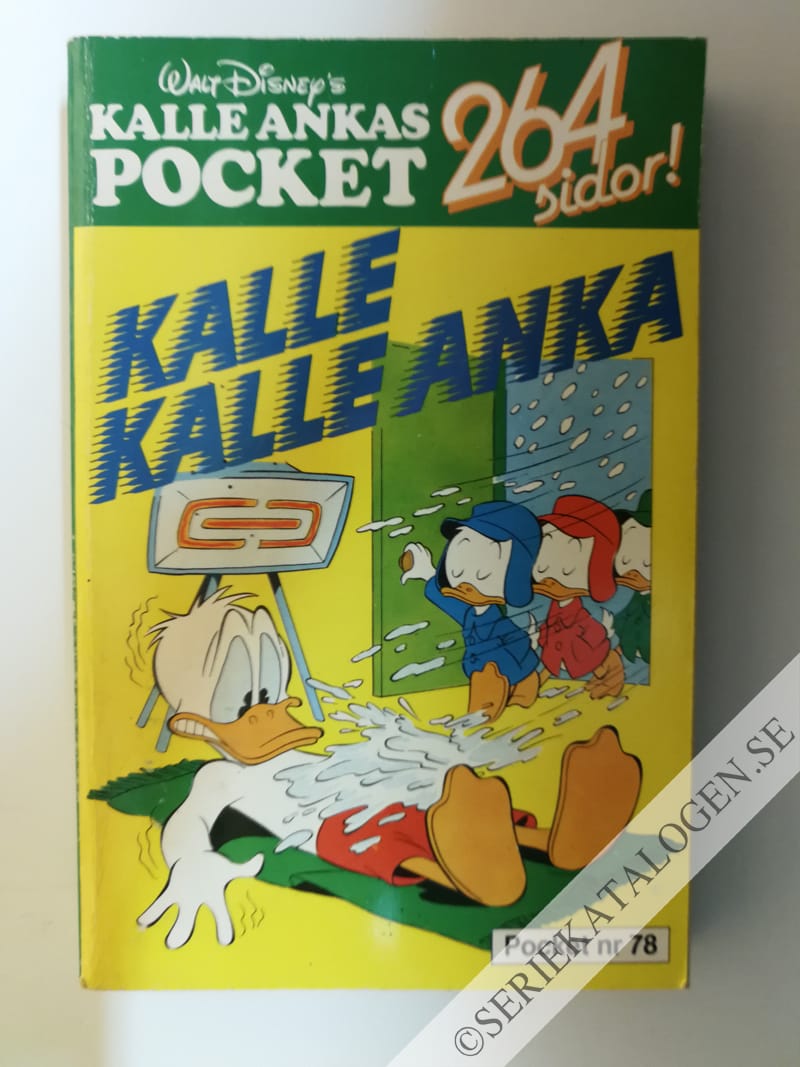 WALT DISNEY'S
KALLE ANKAS
POCKET
264
sidor!
KALLE
KALLE ANKA
Pocket nr 78
©SERIEKATALOGEN.SE